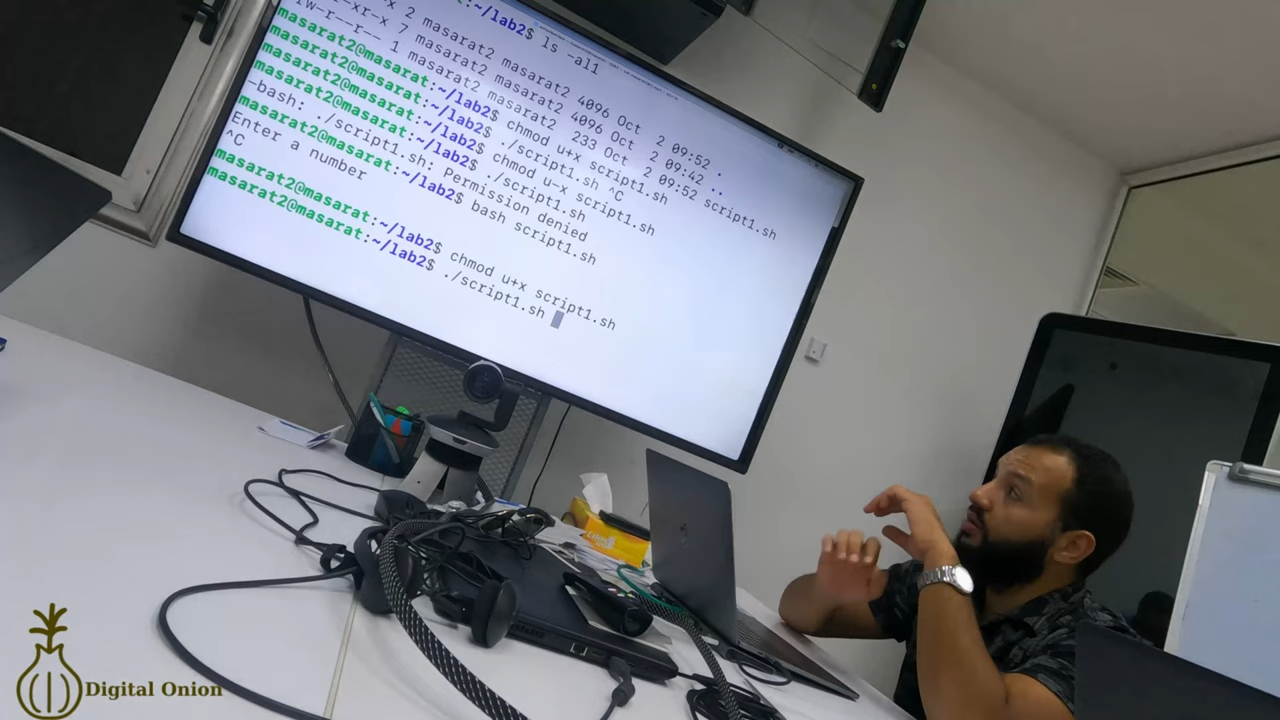 :~/lab2$ ls -al1
-x 2 masarat2 masarat2 4096 Oct 2 09:52 .
-xr-x 7 masarat2 masarat2 4096 Oct 2 09:42 ..
rw-r--r-- 1 masarat2 masarat2 233 Oct 2 09:52 script1.sh
masarat2@masarat:~/lab2$ chmod u+x script1.sh
masarat2@masarat:~/lab2$ ./script1.sh ^C
masarat2@masarat:~/lab2$ chmod u-x script1.sh
masarat2@masarat:~/lab2$ ./script1.sh
-bash: ./script1.sh: Permission denied
masarat2@masarat:~/lab2$ bash script1.sh
Enter a number
^C
masarat2@masarat:~/lab2$ chmod u+x script1.sh
masarat2@masarat:~/lab2$ ./script1.sh
Digital Onion